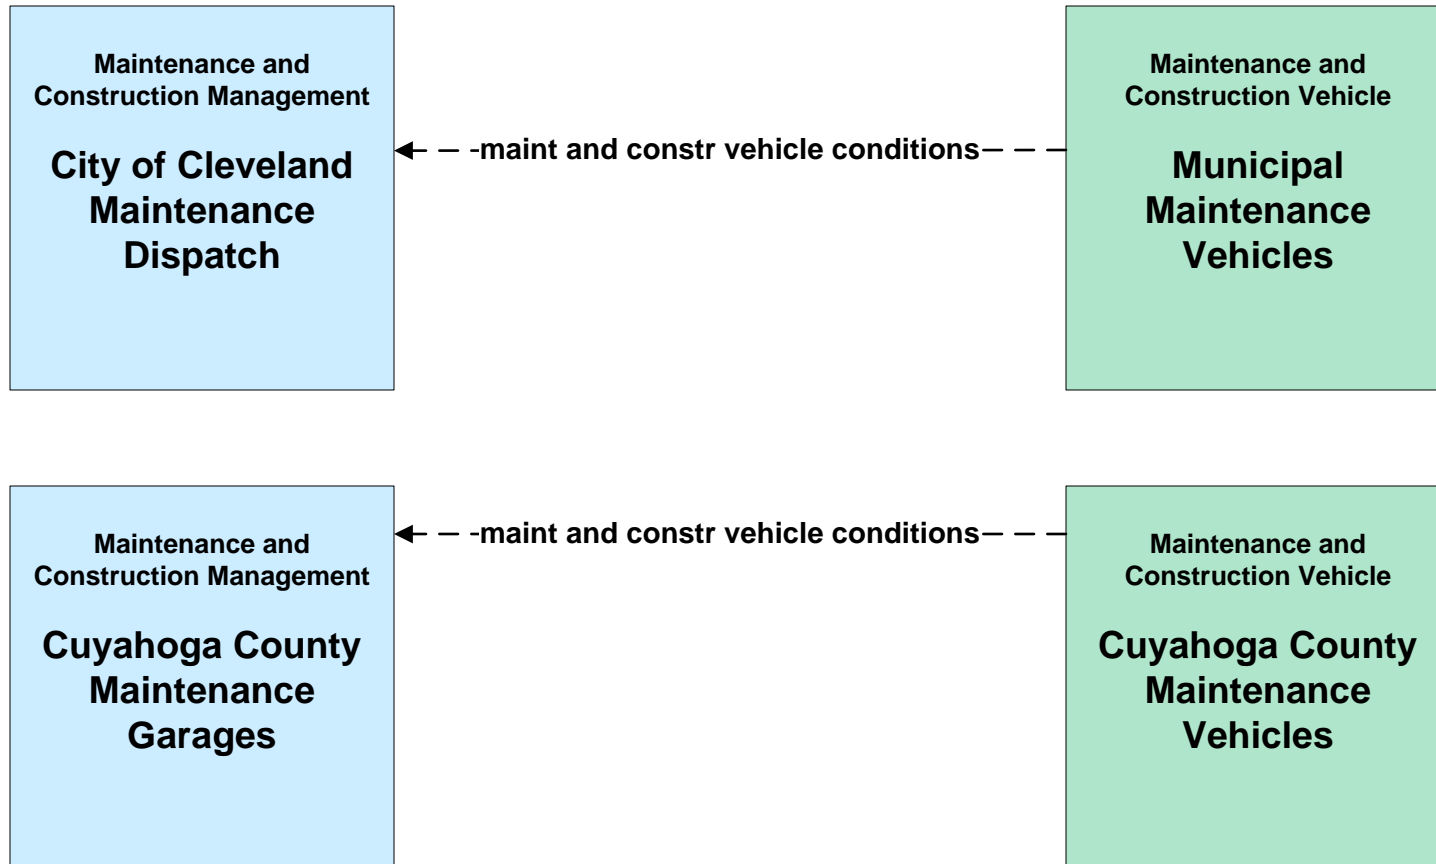 Maintenance and
Construction Management
City of Cleveland
Maintenance
Dispatch
maint and constr vehicle conditions
Maintenance and
Construction Vehicle
Municipal
Maintenance
Vehicles
Maintenance and
Construction Management
Cuyahoga County
Maintenance
Garages
maint and constr vehicle conditions
Maintenance and
Construction Vehicle
Cuyahoga County
Maintenance
Vehicles